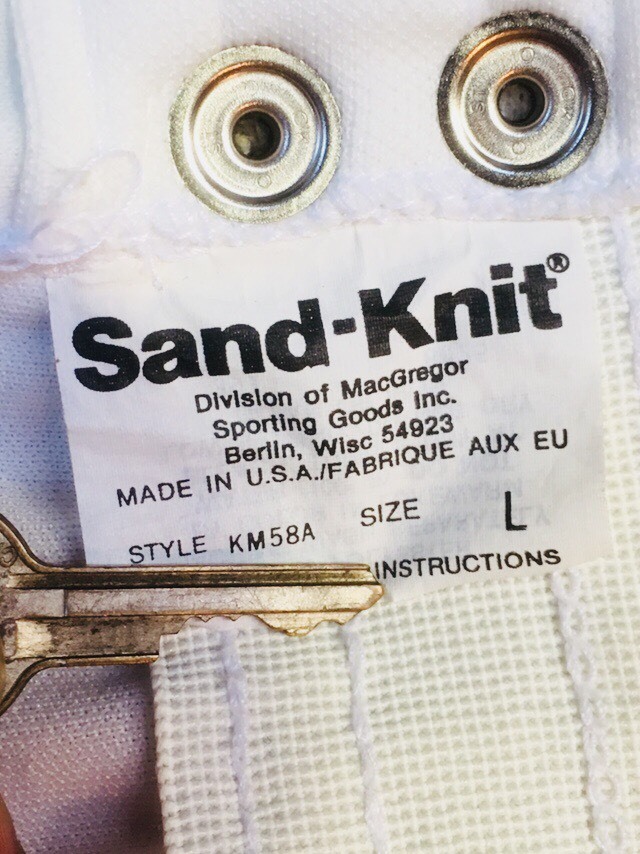 Sand-Knit®
Division of MacGregor
Sporting Goods Inc.
Berlin, Wisc 54923
MADE IN U.S.A./FABRIQUE AUX EU
STYLE KM58A SIZE L
INSTRUCTIONS